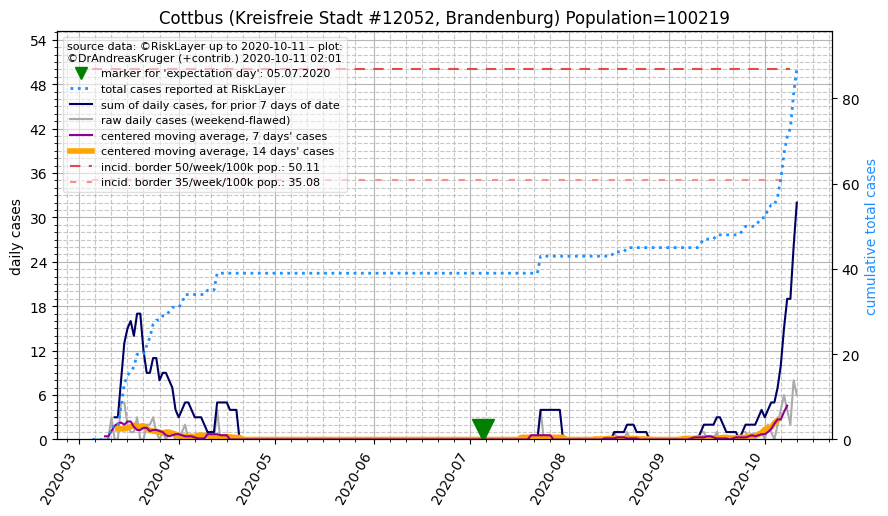 Cottbus (Kreisfreie Stadt #12052, Brandenburg) Population=100219
source data: ©RiskLayer up to 2020-10-11 – plot:
©DrAndreasKruger (+contrib.) 2020-10-11 02:01
marker for 'expectation day': 05.07.2020
total cases reported at RiskLayer
sum of daily cases, for prior 7 days of date
raw daily cases (weekend-flawed)
centered moving average, 7 days' cases
centered moving average, 14 days' cases
incid. border 50/week/100k pop.: 50.11
incid. border 35/week/100k pop.: 35.08
daily cases
54
48
42
36
30
24
18
12
6
0
cumulative total cases
80
60
40
20
0
2020-03
2020-04
2020-05
2020-06
2020-07
2020-08
2020-09
2020-10